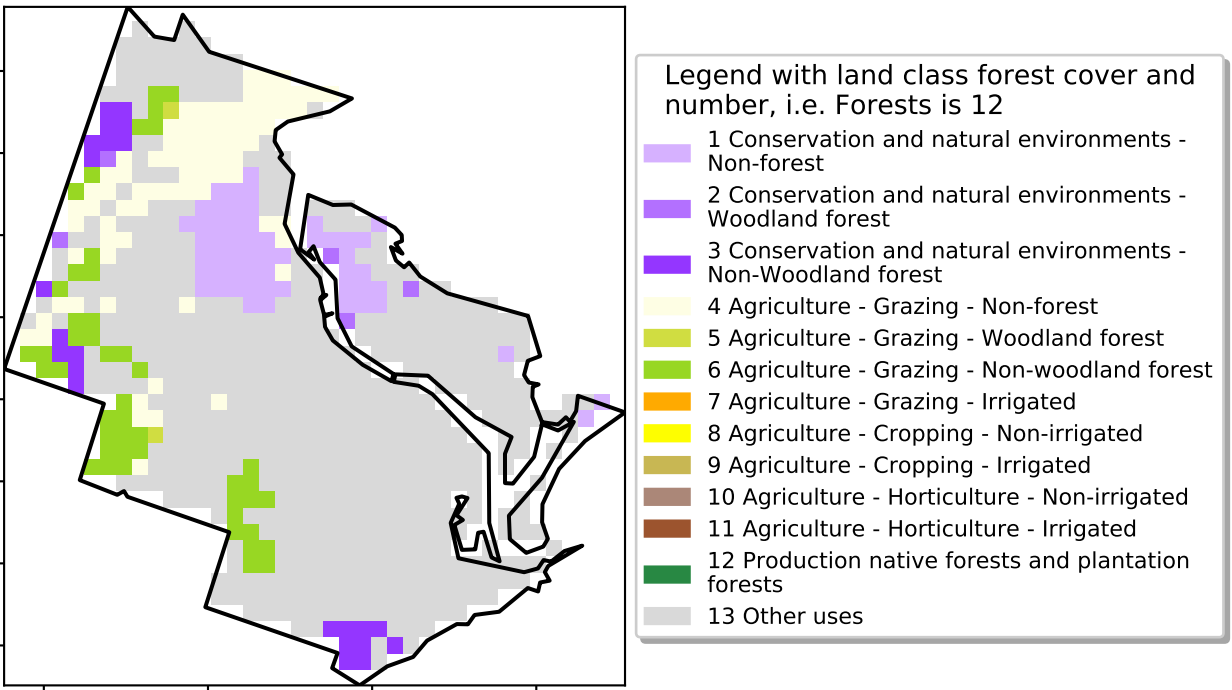 Legend with land class forest cover and
number, i.e. Forests is 12
1 Conservation and natural environments -
Non-forest
2 Conservation and natural environments -
Woodland forest
3 Conservation and natural environments -
Non-Woodland forest
4 Agriculture - Grazing - Non-forest
5 Agriculture - Grazing - Woodland forest
6 Agriculture - Grazing - Non-woodland forest
7 Agriculture - Grazing - Irrigated
8 Agriculture - Cropping - Non-irrigated
9 Agriculture - Cropping - Irrigated
10 Agriculture - Horticulture - Non-irrigated
11 Agriculture - Horticulture - Irrigated
12 Production native forests and plantation
forests
13 Other uses